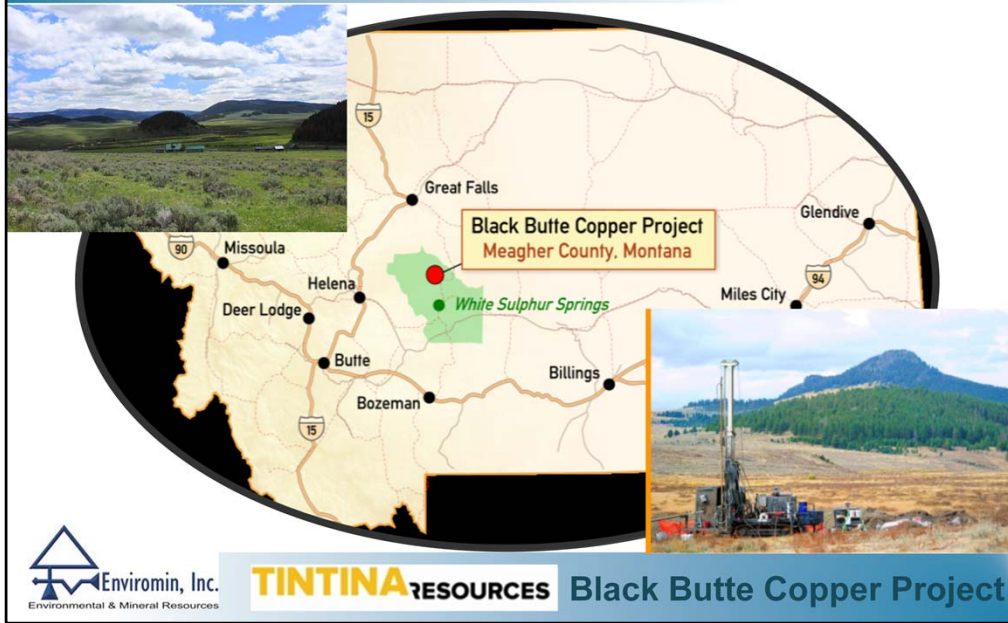 15
Great Falls
Black Butte Copper Project
Meagher County, Montana
Glendive
90
Missoula
94
Helena
White Sulphur Springs
Miles City
Deer Lodge
Butte
Billings
Bozeman
15
Enviromin, Inc.
Environmental & Mineral Resources
TINTINA RESOURCES
Black Butte Copper Project